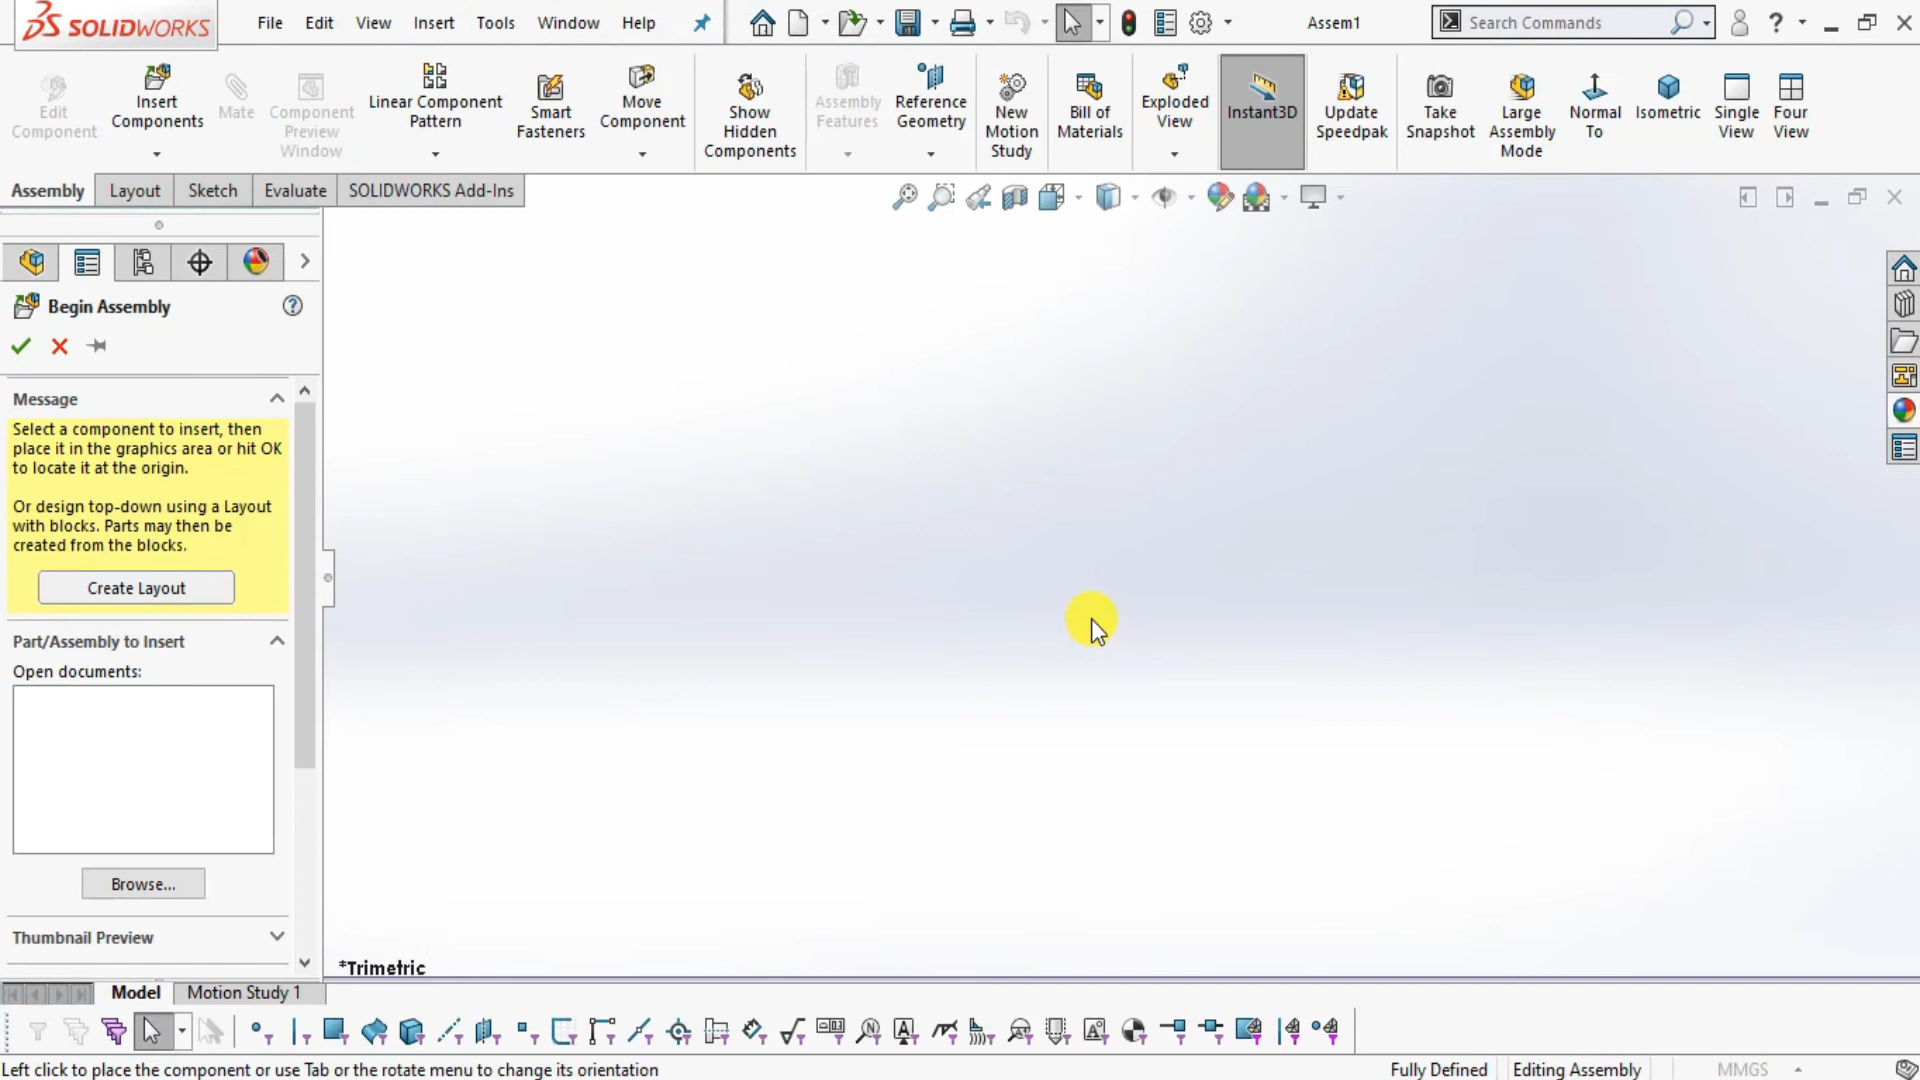 SOLIDWORKS
File Edit View Insert Tools Window Help
Assem1
Search Commands
Edit Component
Insert Components
Mate
Component Preview Window
Linear Component Pattern
Smart Fasteners
Move Component
Show Hidden Components
Assembly Features
Reference Geometry
New Motion Study
Bill of Materials
Exploded View
Instant3D
Update Speedpak
Take Snapshot
Large Assembly Mode
Normal To
Isometric
Single View
Four View
Assembly Layout Sketch Evaluate SOLIDWORKS Add-Ins
Begin Assembly
Message
Select a component to insert, then
place it in the graphics area or hit OK
to locate it at the origin.
Or design top-down using a Layout
with blocks. Parts may then be
created from the blocks.
Create Layout
Part/Assembly to Insert
Open documents:
Browse...
Thumbnail Preview
*Trimetric
Model Motion Study 1
Left click to place the component or use Tab or the rotate menu to change its orientation
Fully Defined Editing Assembly MMGS